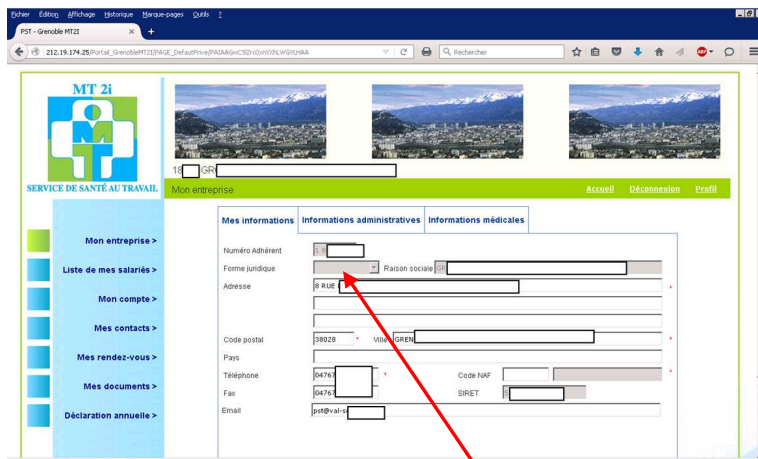 Fichier Édition Affichage Historique Marque-pages Outils ?
PST - Grenoble MT2I × +
212.19.174.25/Portail_GrenobleMT2I/PAGE_DefautPrive/ Rechercher
MT 2i
SERVICE DE SANTÉ AU TRAVAIL
18 GR
Mon entreprise Accueil Déconnexion Profil
Mes informations Informations administratives Informations médicales
Mon entreprise >
Liste de mes salariés >
Mon compte >
Mes contacts >
Mes rendez-vous >
Mes documents >
Déclaration annuelle >
Numéro Adhérent 1 8
Forme juridique Raison sociale GR
Adresse 8 RUE *
Code postal 38028 * Ville GREN *
Pays
Téléphone 04767 * Code NAF *
Fax 04767 SIRET
Email pst@val-s